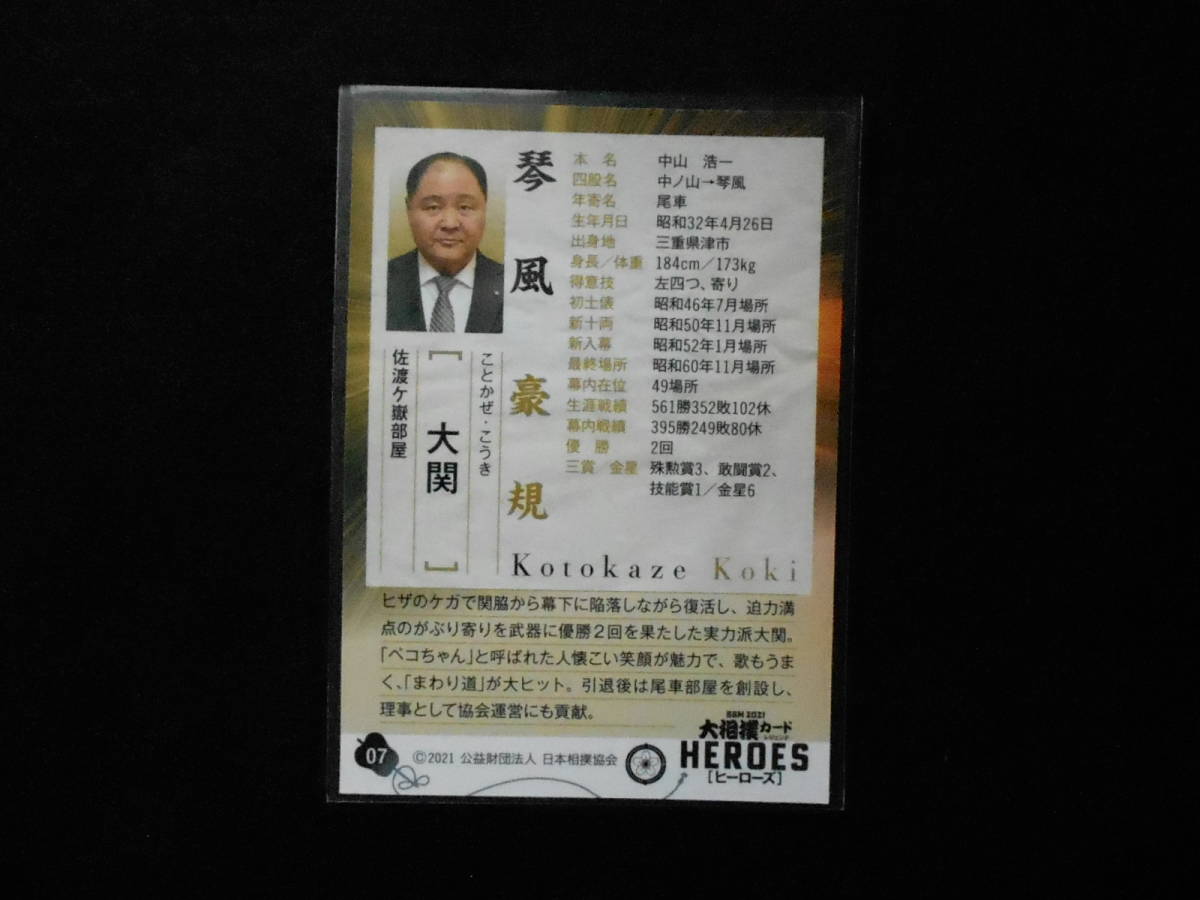 琴風 豪規
ことかぜ・こうき
[大関]
佐渡ケ嶽部屋
本名 中山 浩一
四股名 中ノ山→琴風
年寄名 尾車
生年月日 昭和32年4月26日
出身地 三重県津市
身長/体重 184cm/173kg
得意技 左四つ、寄り
初土俵 昭和46年7月場所
新十両 昭和50年11月場所
新入幕 昭和52年1月場所
最終場所 昭和60年11月場所
幕内在位 49場所
生涯戦績 561勝352敗102休
幕内戦績 395勝249敗80休
優勝 2回
三賞/金星 殊勲賞3、敢闘賞2、
技能賞1/金星6
Kotokaze Koki
ヒザのケガで関脇から幕下に陥落しながら復活し、迫力満
点のがぶり寄りを武器に優勝2回を果たした実力派大関。
「ペコちゃん」と呼ばれた人懐こい笑顔が魅力で、歌もうま
く、「まわり道」が大ヒット。引退後は尾車部屋を創設し、
理事として協会運営にも貢献。
BBM 2021
大相撲カード
レジェンド
HEROES
[ヒーローズ]
07
©2021 公益財団法人 日本相撲協会